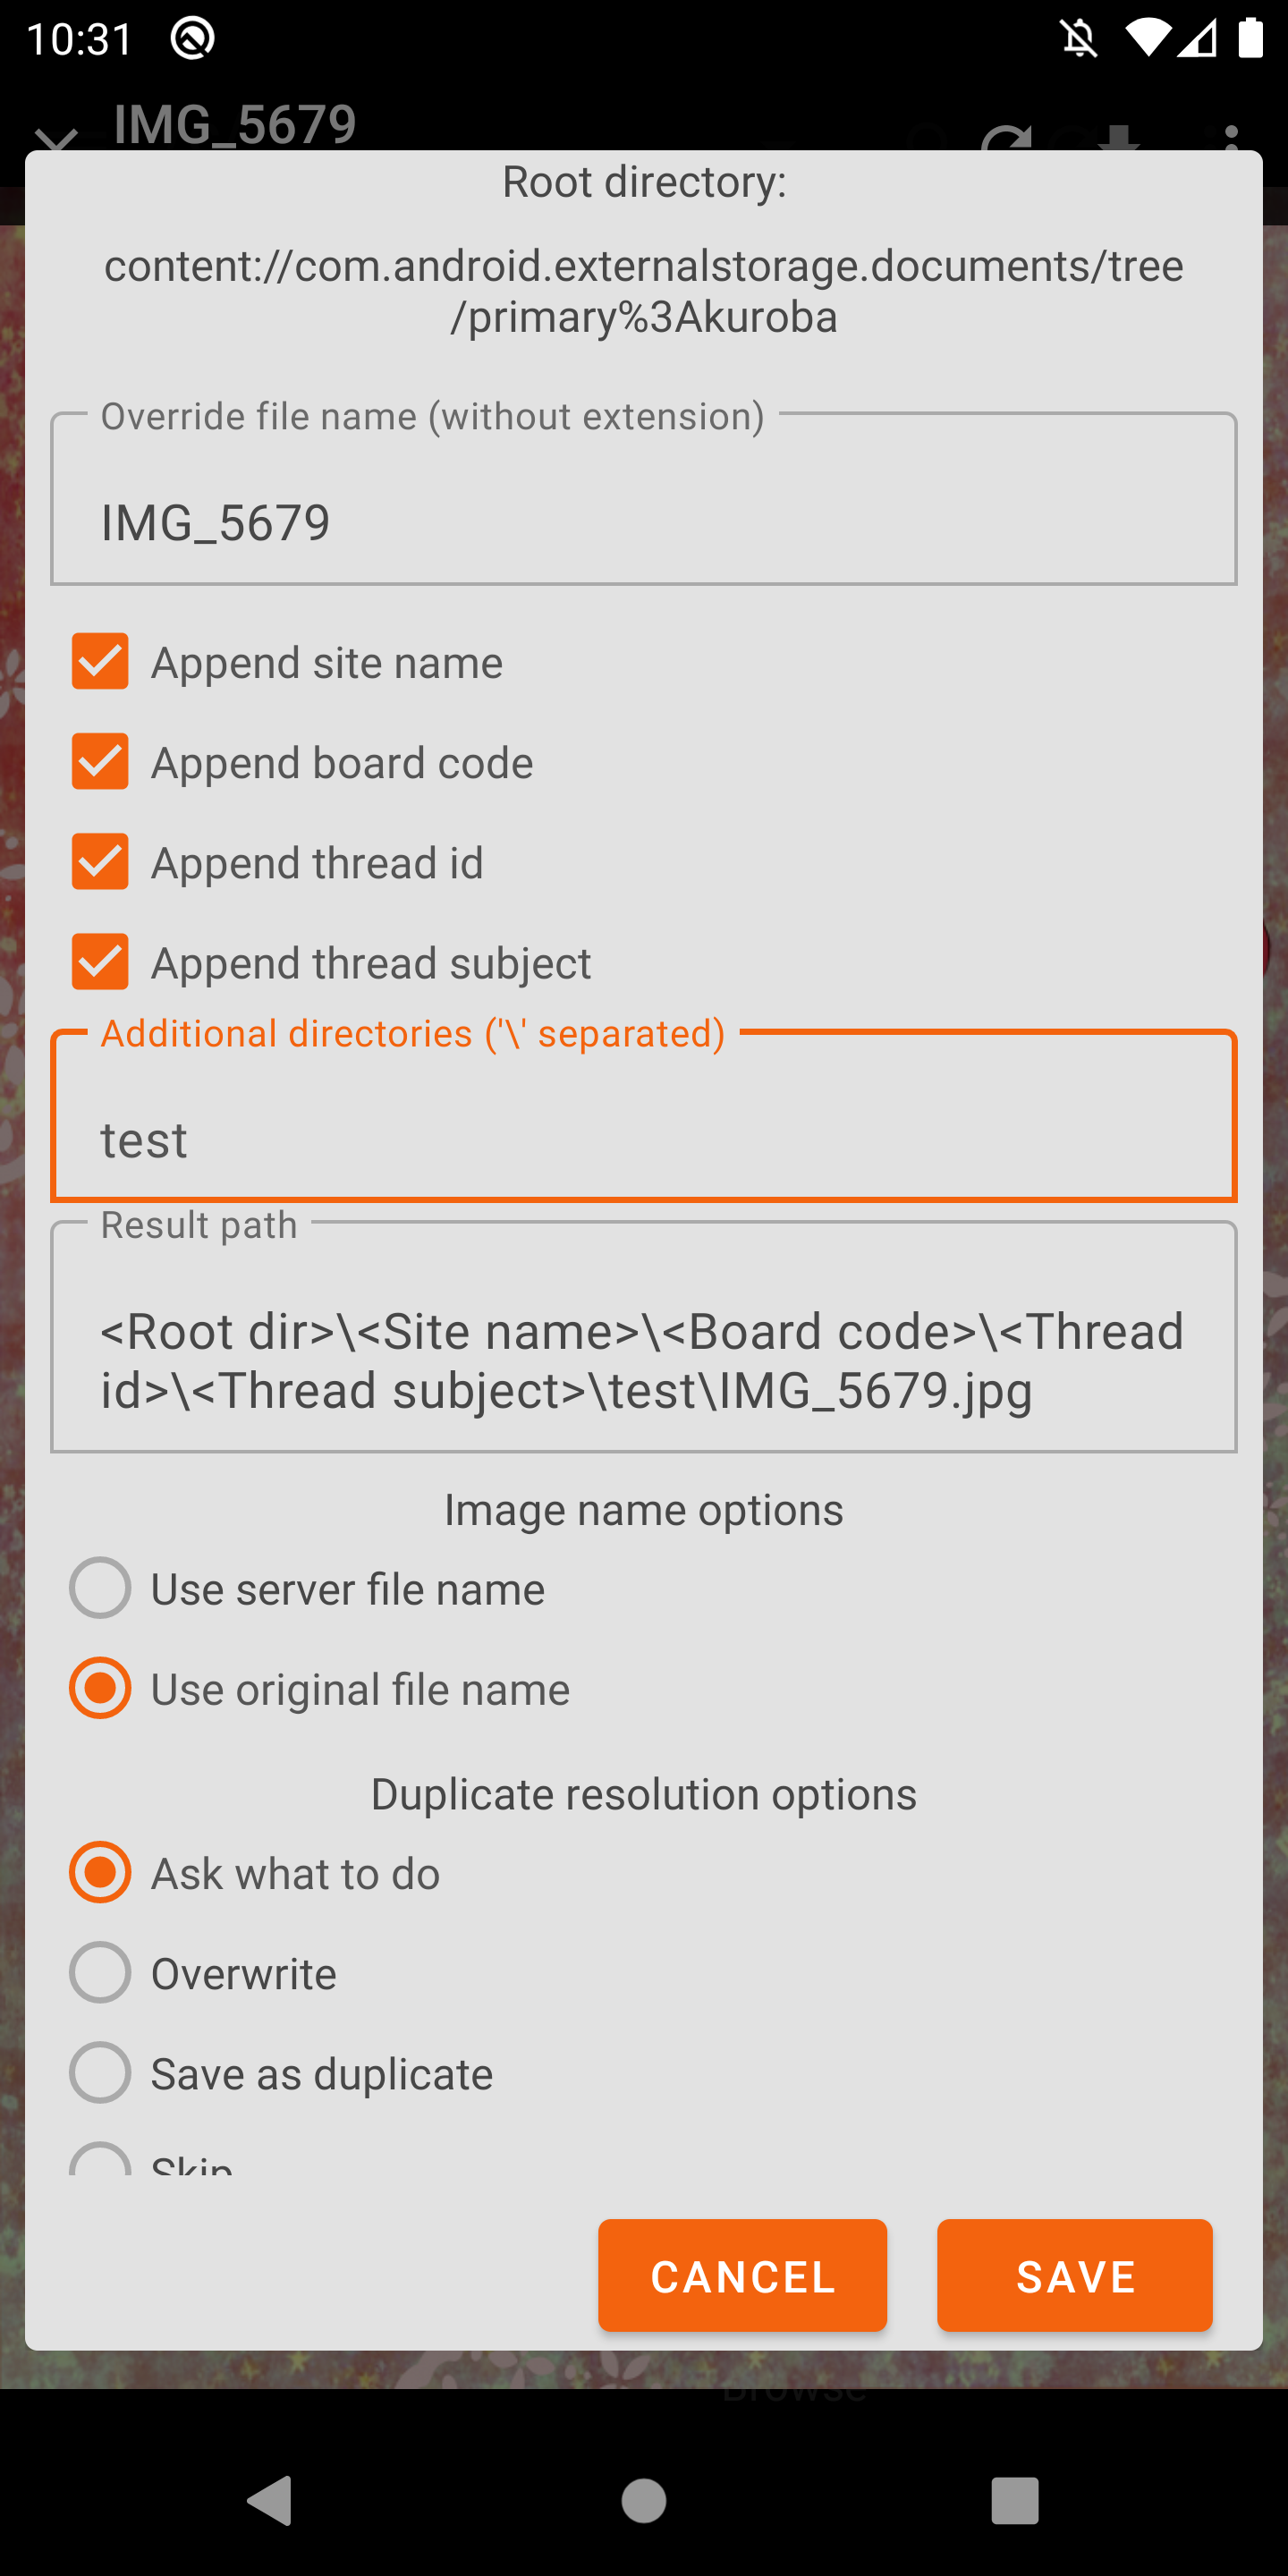 10:31
IMG_5679
Root directory:
content://com.android.externalstorage.documents/tree
/primary%3Akuroba
Override file name (without extension)
IMG_5679
Append site name
Append board code
Append thread id
Append thread subject
Additional directories ('\' separated)
test
Result path
<Root dir>\<Site name>\<Board code>\<Thread
id>\<Thread subject>\test\IMG_5679.jpg
Image name options
Use server file name
Use original file name
Duplicate resolution options
Ask what to do
Overwrite
Save as duplicate
Skip
CANCEL
SAVE
Browse